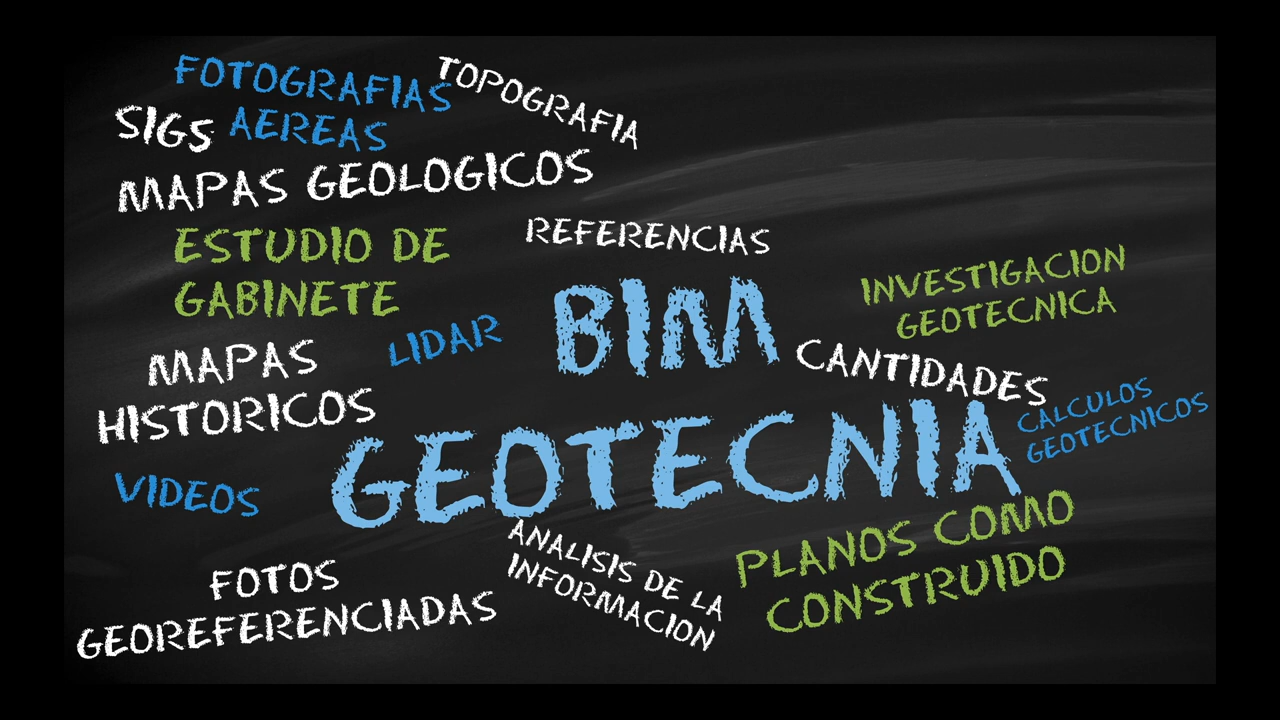 FOTOGRAFIAS
AEREAS
TOPOGRAFIA
SIGS
MAPAS GEOLOGICOS
ESTUDIO DE
GABINETE
REFERENCIAS
BIM
INVESTIGACION
GEOTECNICA
LIDAR
MAPAS
HISTORICOS
CANTIDADES
CALCULOS
GEOTECNICOS
GEOTECNIA
VIDEOS
PLANOS COMO
CONSTRUIDO
ANALISIS DE LA
INFORMACION
FOTOS
GEOREFERENCIADAS